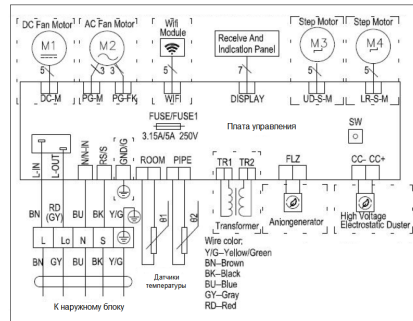 DC Fan Motor
AC Fan Motor
Wifi
Module
Receive And
Indication Panel
Step Motor
Step Motor
M1
M2
M3
M4
5
3
3
5
7
5
5
DC-M
PG-M
PG-FK
WIFI
DISPLAY
UD-S-M
LR-S-M
FUSE/FUSE1
3.15A/5A 250V
Плата управления
SW
L-IN
L-OUT
N/N-IN
RS/S
GND/G
ROOM
PIPE
TR1
TR2
FLZ
CC-
CC+
BN
RD
(GY)
BU
BK
Y/G
θ1
θ2
Transformer
Aniongenerator
High Voltage
Electrostatic Duster
L
Lo
N
S
BN
GY
BU
BK
Y/G
Датчики
температуры
К наружному блоку
Wire color:
Y/G–Yellow/Green
BN–Brown
BK–Black
BU–Blue
GY–Gray
RD–Red